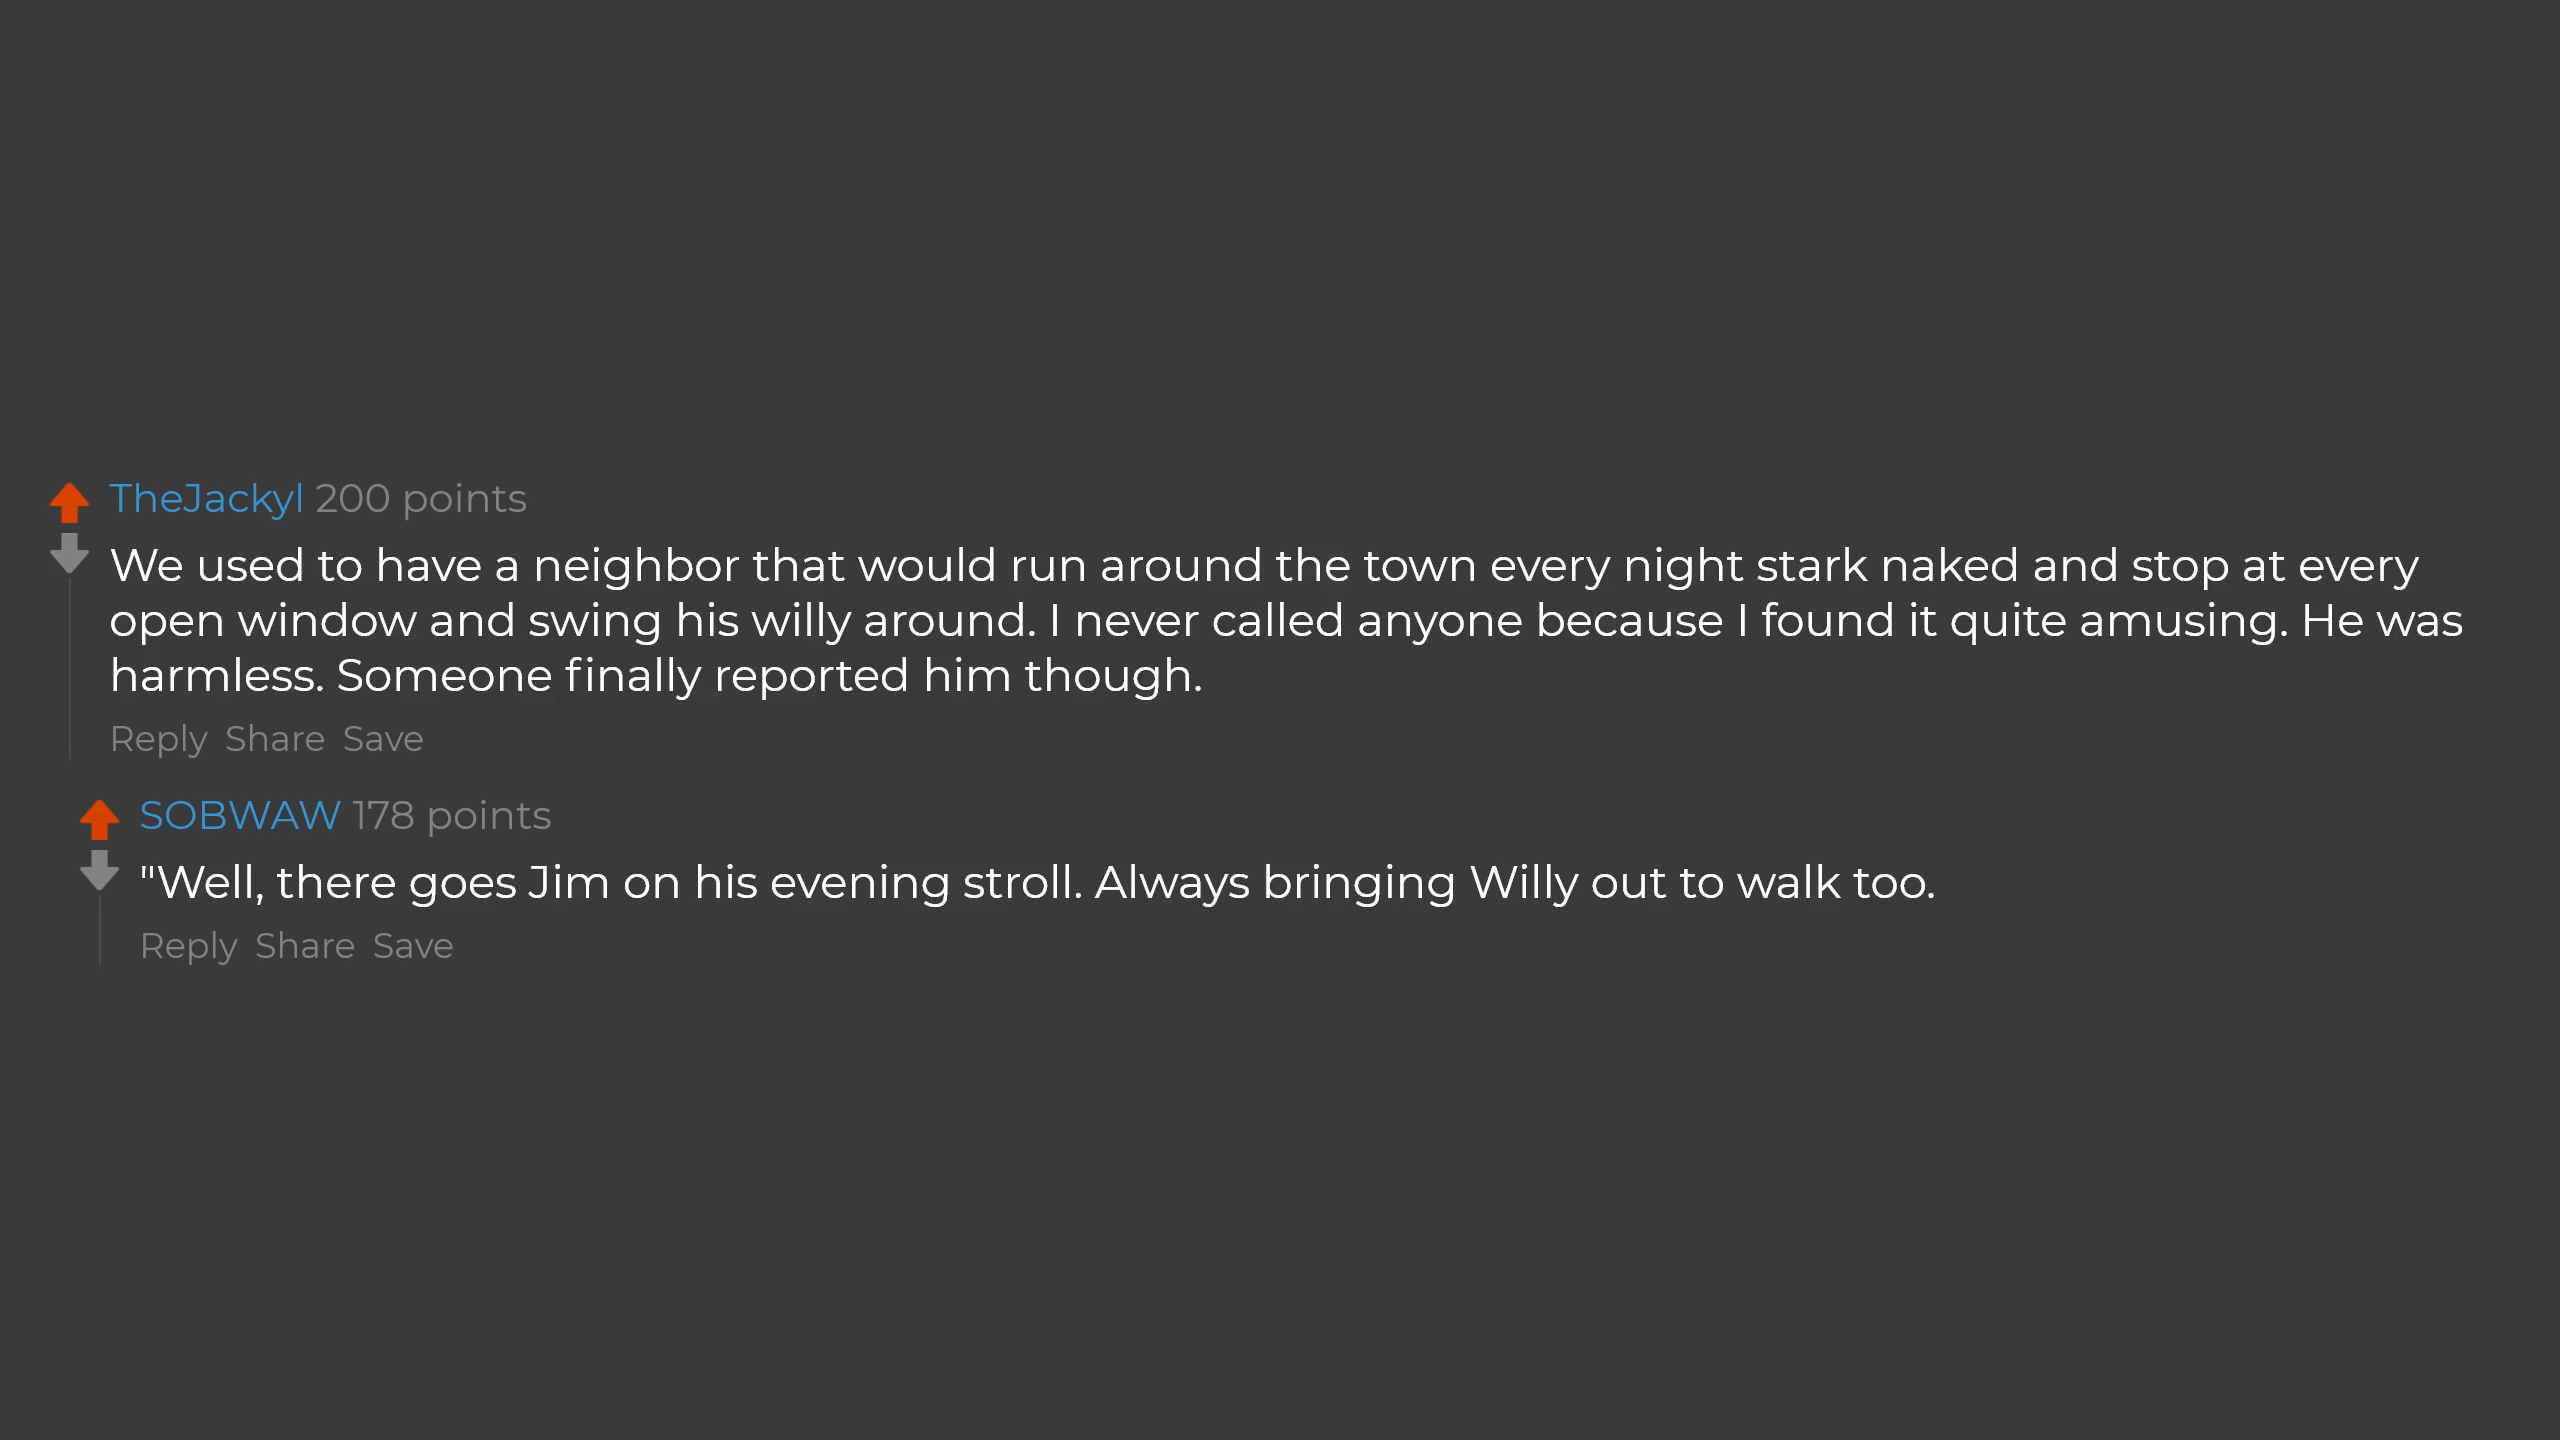 TheJackyl 200 points
We used to have a neighbor that would run around the town every night stark naked and stop at every
open window and swing his willy around. I never called anyone because I found it quite amusing. He was
harmless. Someone finally reported him though.
Reply Share Save
SOBWAW 178 points
"Well, there goes Jim on his evening stroll. Always bringing Willy out to walk too.
Reply Share Save